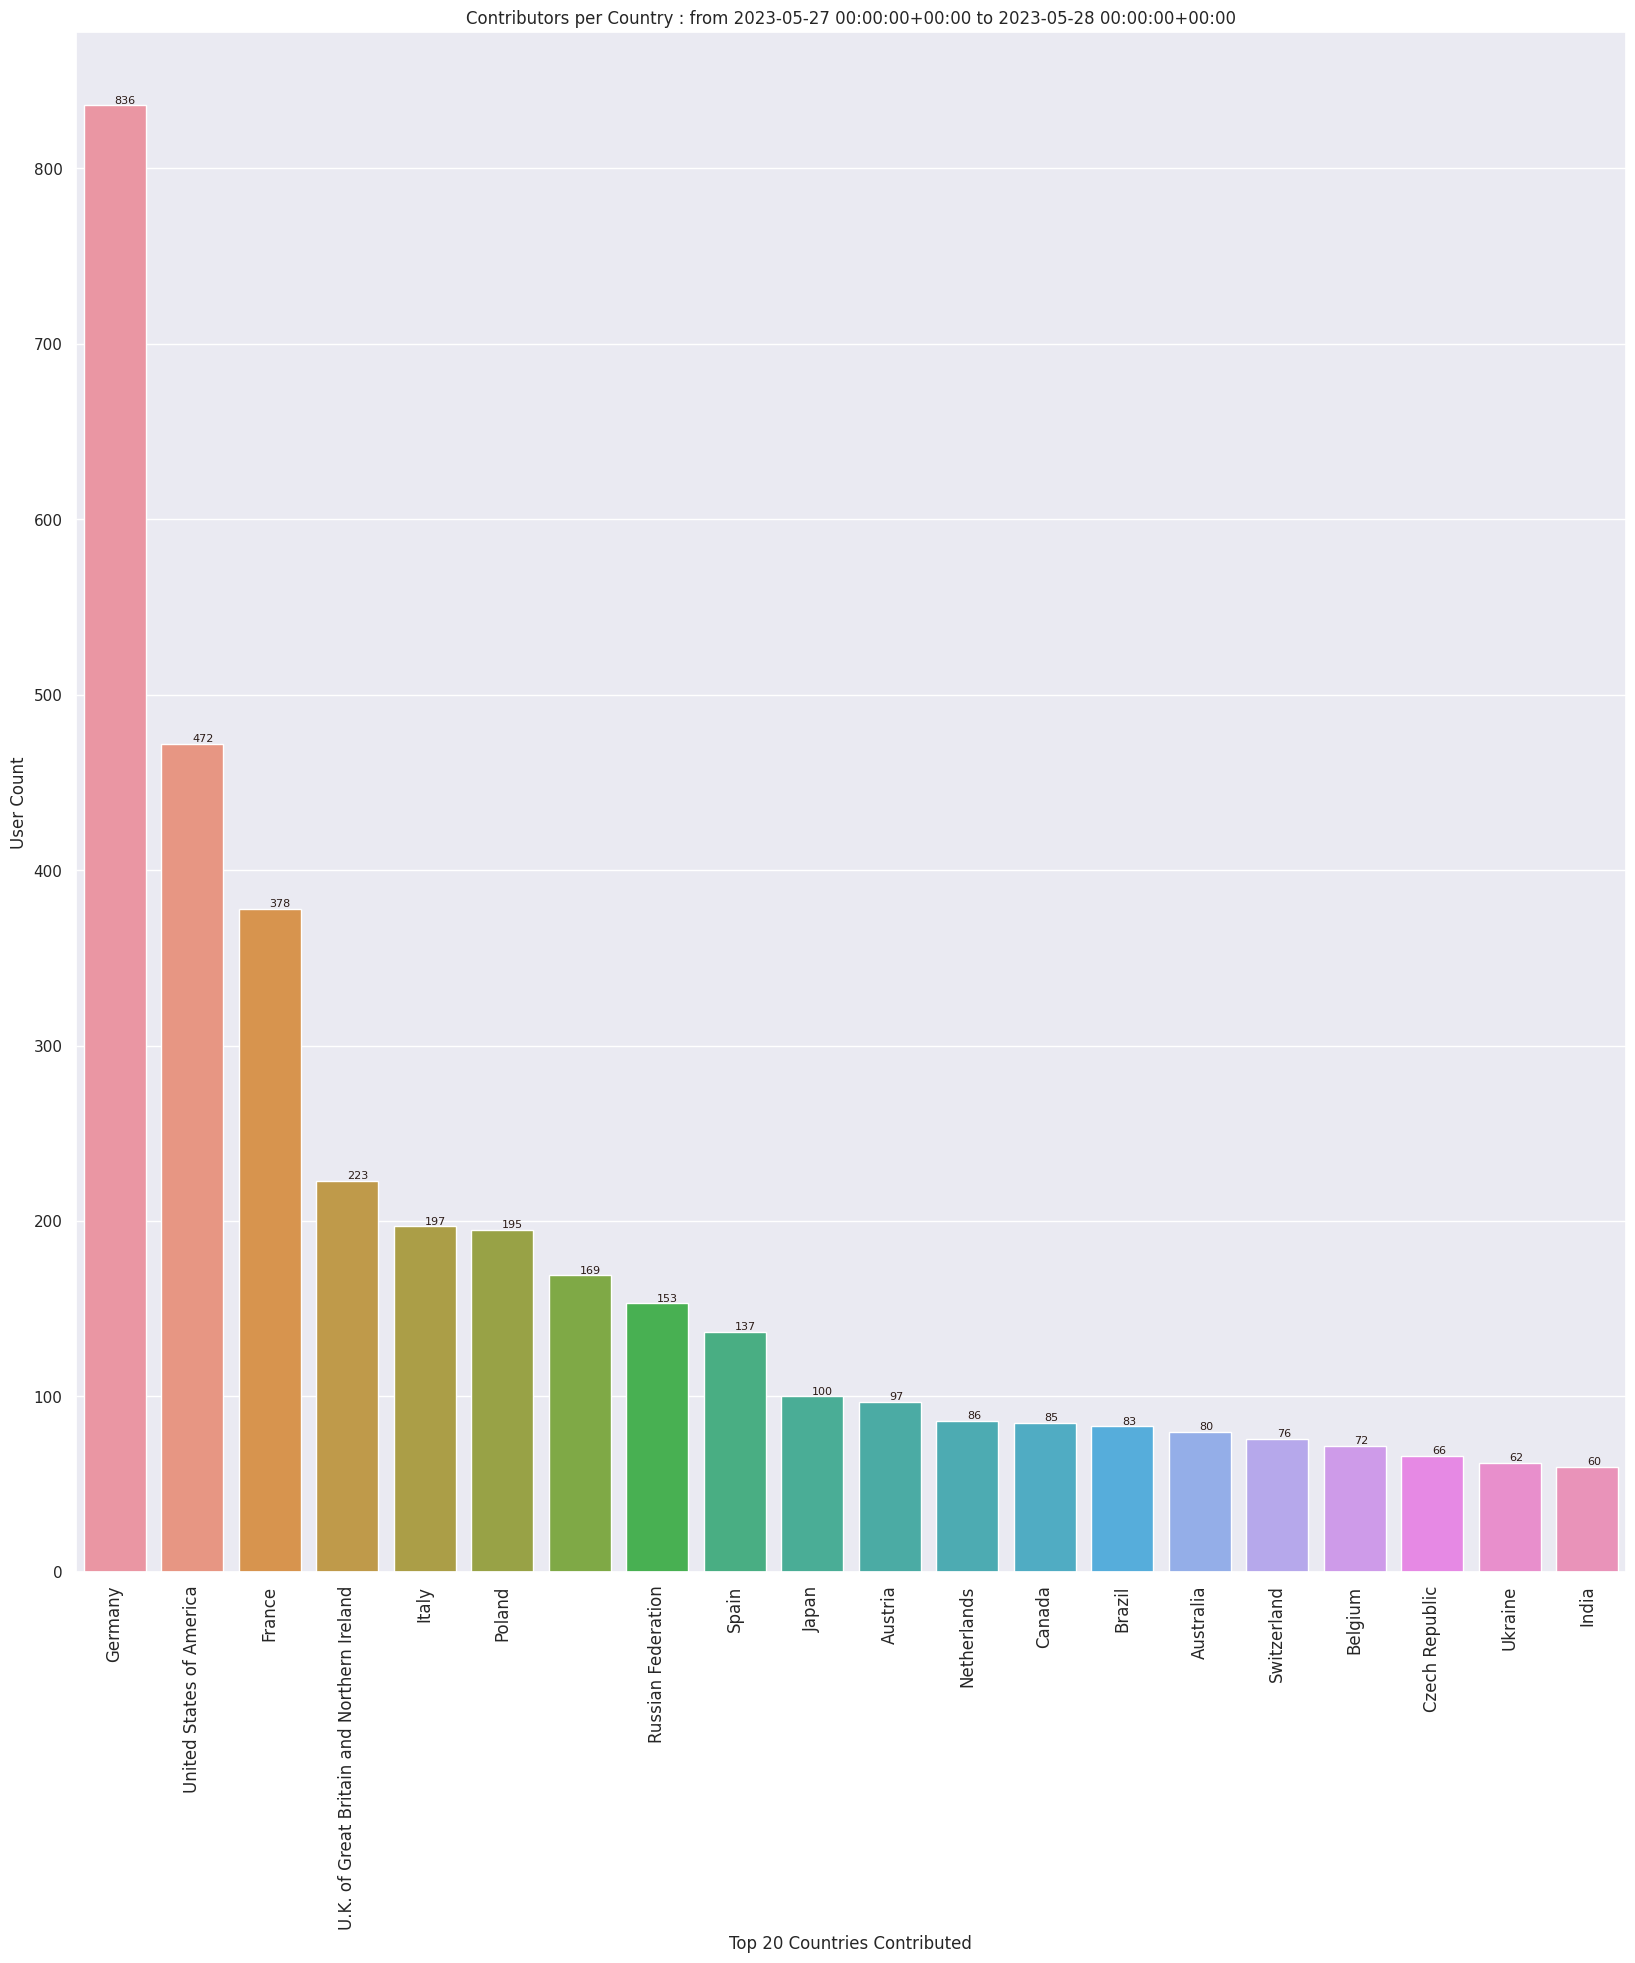 Contributors per Country : from 2023-05-27 00:00:00+00:00 to 2023-05-28 00:00:00+00:00
User Count
800
700
600
500
400
300
200
100
0
836
472
378
223
197
195
169
153
137
100
97
86
85
83
80
76
72
66
62
60
Germany
United States of America
France
U.K. of Great Britain and Northern Ireland
Italy
Poland
Russian Federation
Spain
Japan
Austria
Netherlands
Canada
Brazil
Australia
Switzerland
Belgium
Czech Republic
Ukraine
India
Top 20 Countries Contributed